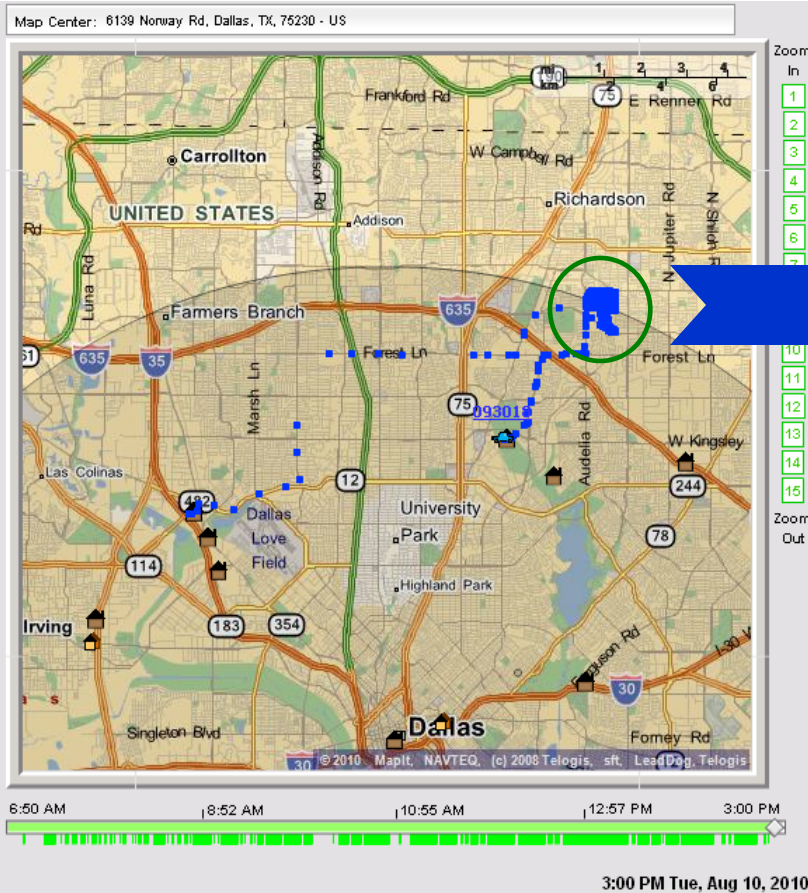 Map Center: 6139 Norway Rd, Dallas, TX, 75230 - US
Zoom
In
mi 1 2 3 4
km 2 4 6
190
75
Frankford Rd
E Renner Rd
1
2
Addison Rd
W Campbell Rd
3
Carrollton
4
Richardson
N Jupiter Rd
N Shiloh R
UNITED STATES
Addison
5
Rd
6
Luna Rd
7
Farmers Branch
635
635
35
Forest Ln
Forest Ln
10
11
Marsh Ln
75
093018
Audelia Rd
12
13
W Kingsley
Las Colinas
12
14
244
15
482
University
Park
Dallas
Love
Field
Zoom
Out
78
114
Highland Park
Irving
183
354
Ferguson Rd
I-30 W
30
a s
Singleton Blvd
Dallas
Forney Rd
30
12
© 2010 MapIt, NAVTEQ, (c) 2008 Telogis, sft, LeadDog, Telogis
6:50 AM 8:52 AM 10:55 AM 12:57 PM 3:00 PM
3:00 PM Tue, Aug 10, 2010